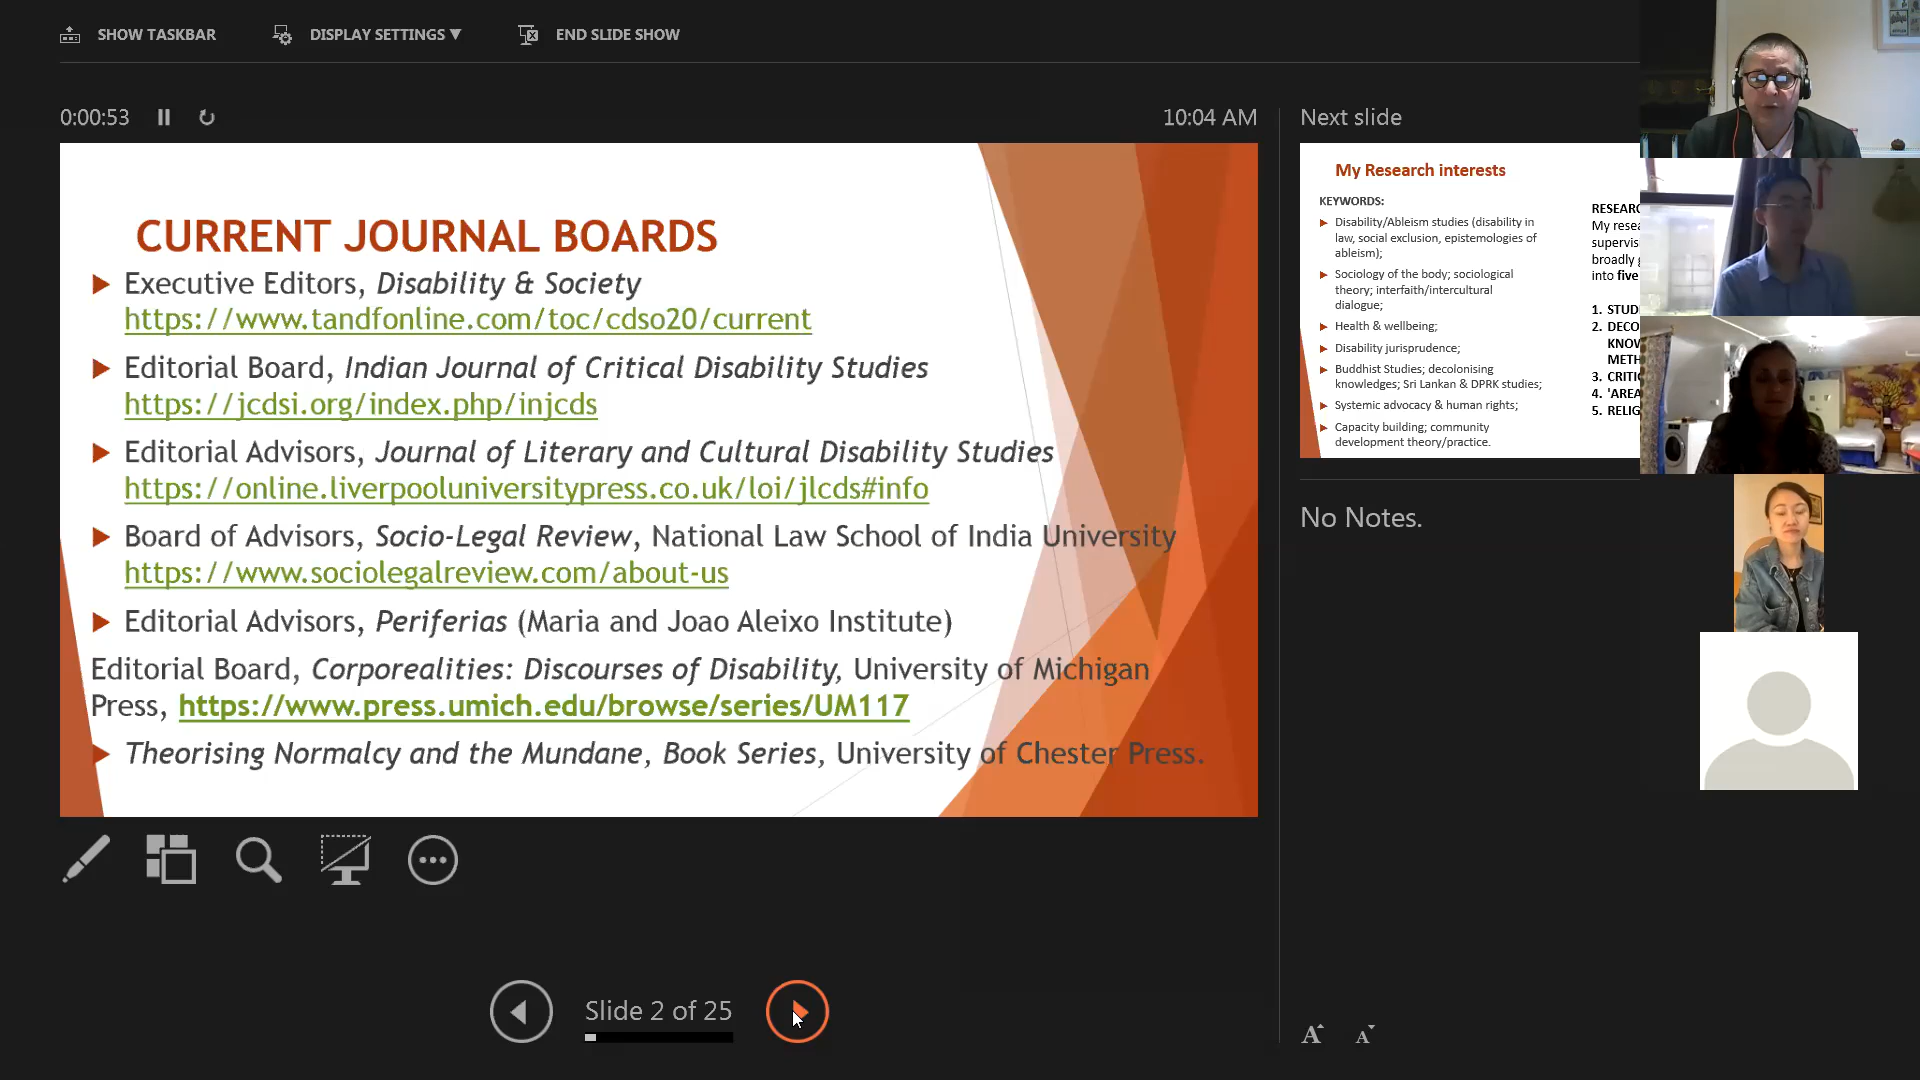 SHOW TASKBAR
DISPLAY SETTINGS ▼
END SLIDE SHOW
0:00:53
10:04 AM
CURRENT JOURNAL BOARDS
Executive Editors, Disability & Society
https://www.tandfonline.com/toc/cdso20/current
Editorial Board, Indian Journal of Critical Disability Studies
https://jcdsi.org/index.php/injcds
Editorial Advisors, Journal of Literary and Cultural Disability Studies
https://online.liverpooluniversitypress.co.uk/loi/jlcds#info
Board of Advisors, Socio-Legal Review, National Law School of India University
https://www.sociolegalreview.com/about-us
Editorial Advisors, Periferias (Maria and Joao Aleixo Institute)
Editorial Board, Corporealities: Discourses of Disability, University of Michigan
Press, https://www.press.umich.edu/browse/series/UM117
Theorising Normalcy and the Mundane, Book Series, University of Chester Press.
Slide 2 of 25
Next slide
My Research interests
KEYWORDS:
Disability/Ableism studies (disability in
law, social exclusion, epistemologies of
ableism);
Sociology of the body; sociological
theory; interfaith/intercultural
dialogue;
Health & wellbeing;
Disability jurisprudence;
Buddhist Studies; decolonising
knowledges; Sri Lankan & DPRK studies;
Systemic advocacy & human rights;
Capacity building; community
development theory/practice.
My
into five
1.
2.
3.
4.
5.
No Notes.
A
A